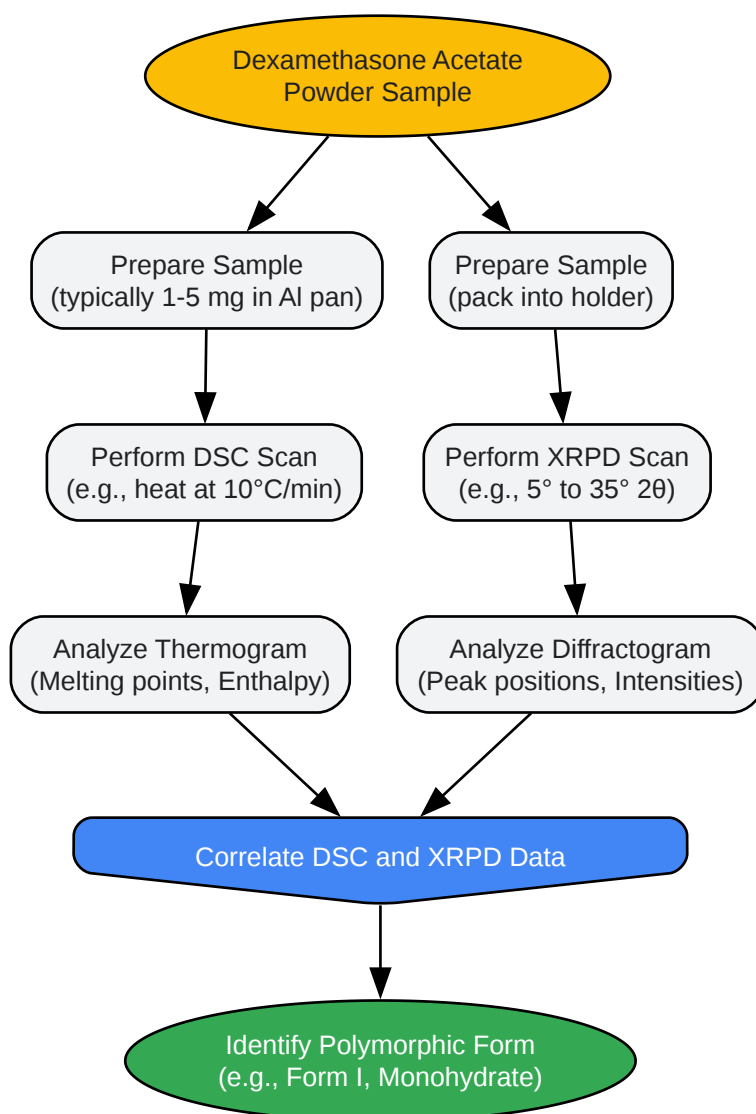 Dexamethasone Acetate
Powder Sample
Prepare Sample
(typically 1-5 mg in Al pan)
Prepare Sample
(pack into holder)
Perform DSC Scan
(e.g., heat at 10°C/min)
Perform XRPD Scan
(e.g., 5° to 35° 2θ)
Analyze Thermogram
(Melting points, Enthalpy)
Analyze Diffractogram
(Peak positions, Intensities)
Correlate DSC and XRPD Data
Identify Polymorphic Form
(e.g., Form I, Monohydrate)